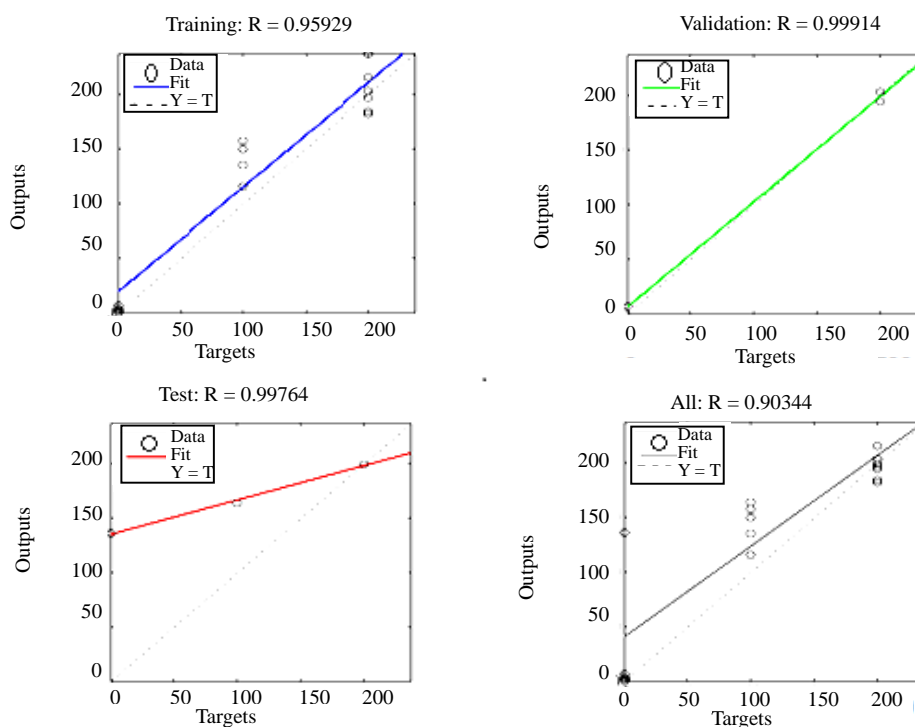 Training: R = 0.95929
Data
Fit
Y = T
Outputs
200
150
100
50
0
0 50 100 150 200
Targets
Validation: R = 0.99914
Data
Fit
Y = T
Outputs
200
150
100
50
0
0 50 100 150 200
Targets
Test: R = 0.99764
Data
Fit
Y = T
Outputs
200
150
100
50
0
0 50 100 150 200
Targets
All: R = 0.90344
Data
Fit
Y = T
Outputs
200
150
100
50
0
0 50 100 150 200
Targets